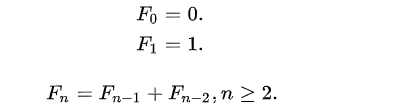 F₀ = 0.
F₁ = 1.
Fₙ = Fₙ₋₁ + Fₙ₋₂, n ≥ 2.